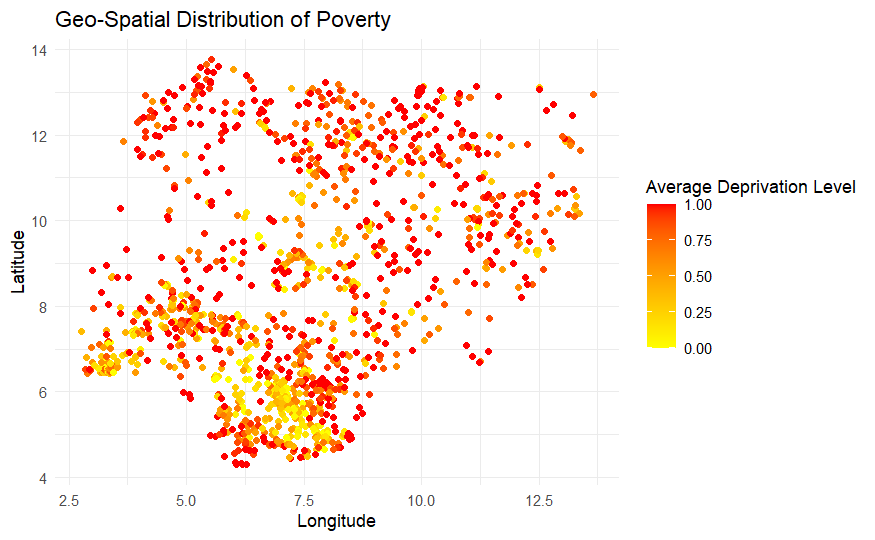 Geo-Spatial Distribution of Poverty
14
12
10
8
6
4
Latitude
2.5 5.0 7.5 10.0 12.5
Longitude
Average Deprivation Level
1.00
0.75
0.50
0.25
0.00